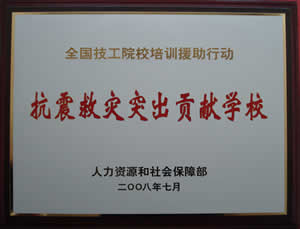 全国技工院校培训援助行动
抗震救灾突出贡献学校
人力资源和社会保障部
二〇〇八年七月